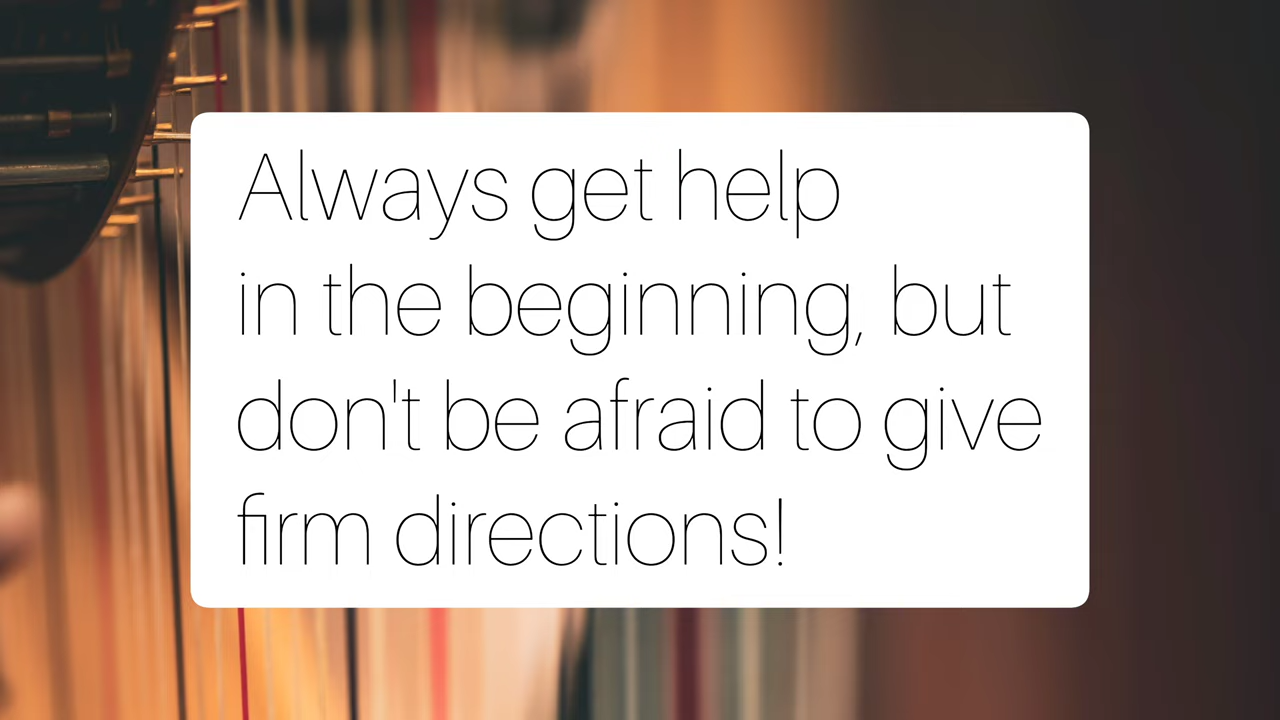 Always get help
in the beginning, but
don't be afraid to give
firm directions!